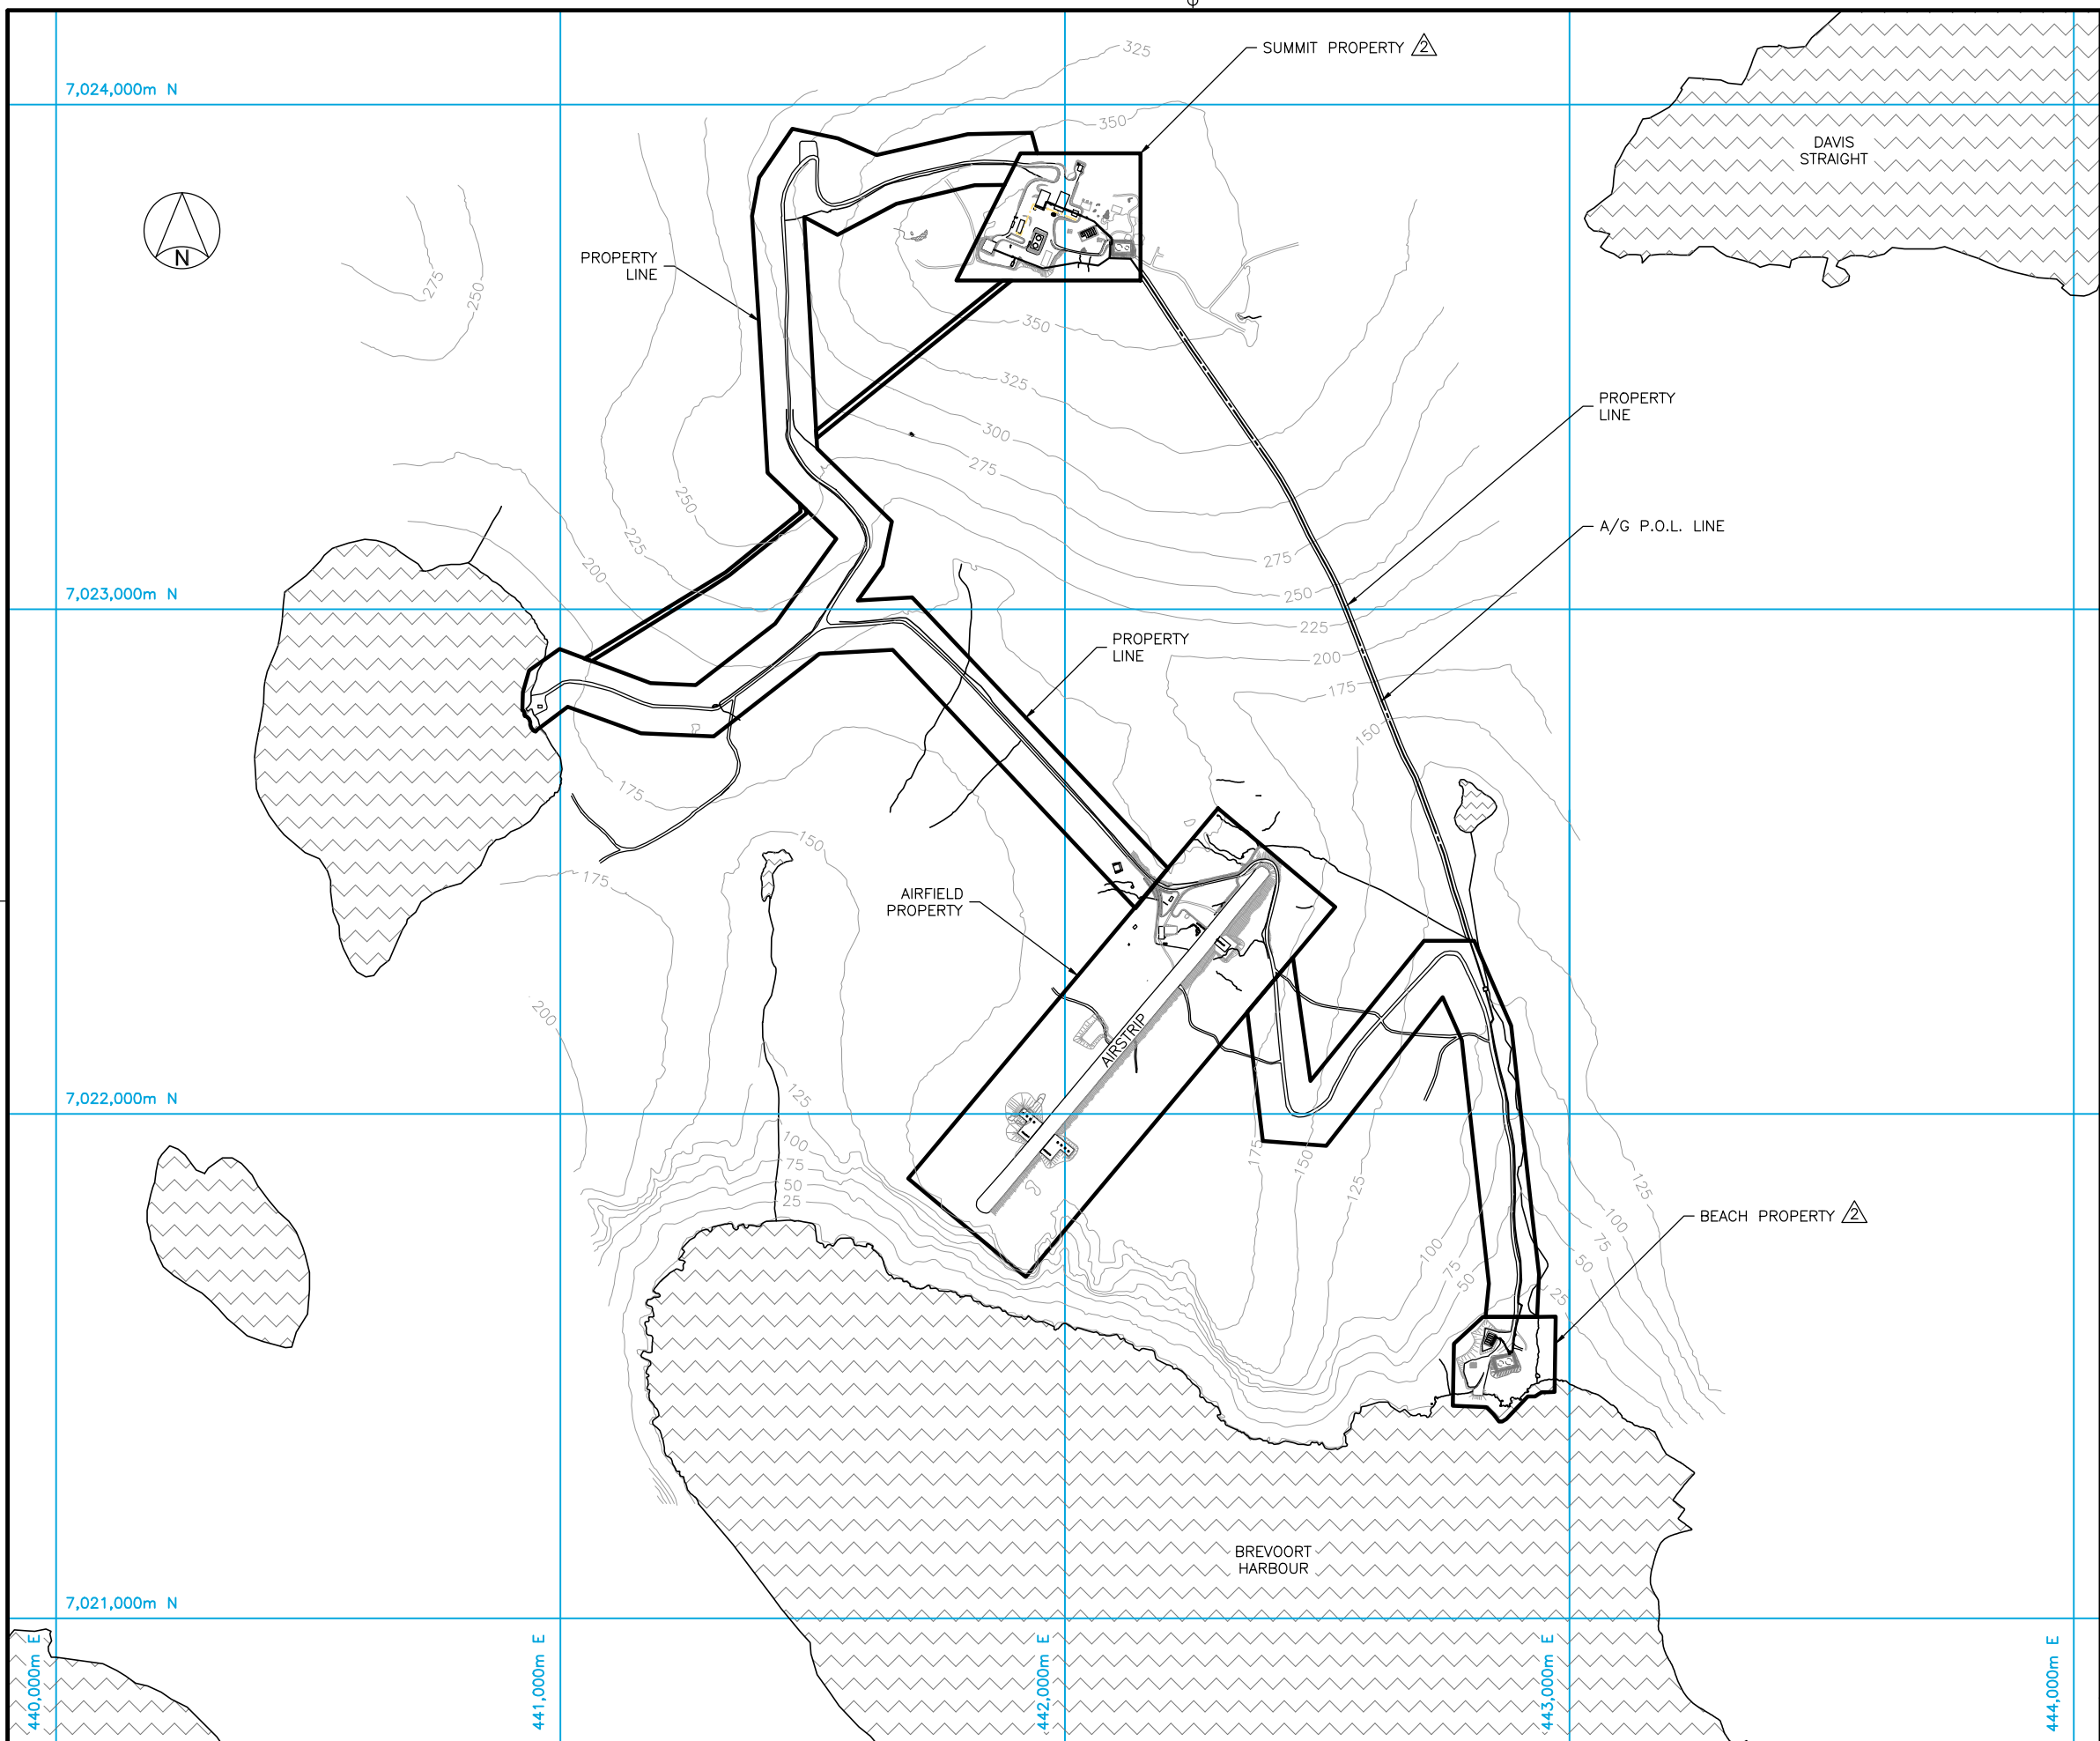 325
SUMMIT PROPERTY 2
7,024,000m N
350
DAVIS
STRAIGHT
N
PROPERTY
LINE
275
250
350
325
PROPERTY
LINE
300
275
250
A/G P.O.L. LINE
225
200
275
250
7,023,000m N
225
PROPERTY
LINE
200
175
150
175
150
175
AIRFIELD
PROPERTY
200
AIRSTRIP
7,022,000m N
125
100
75
50
25
175
150
125
125
100
75
50
25
BEACH PROPERTY 2
100
75
50
BREVOORT
HARBOUR
7,021,000m N
440,000m E
441,000m E
442,000m E
443,000m E
444,000m E